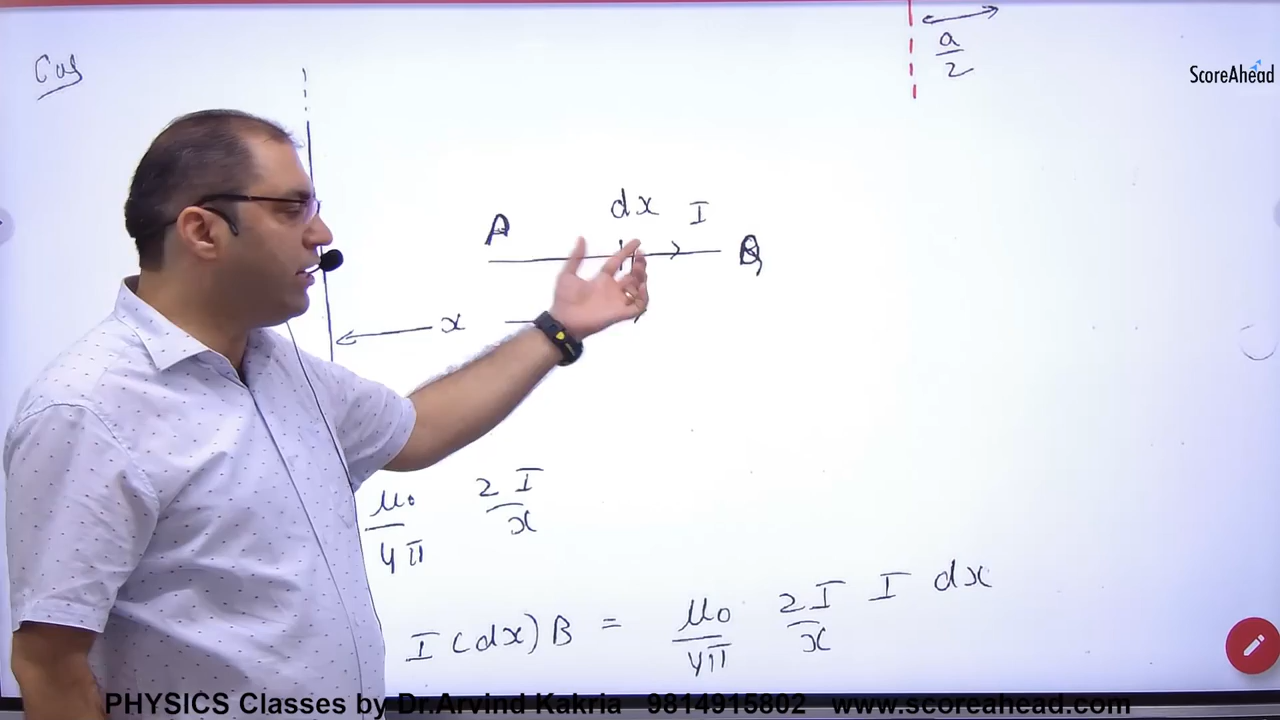 Cas
a/2
ScoreAhead
dx I
A B
x
μ₀/4π 2I/x
I(dx)B = μ₀/4π 2I/x I dx
PHYSICS Classes by Dr.Arvind Kakria 9814915802 www.scoreahead.com